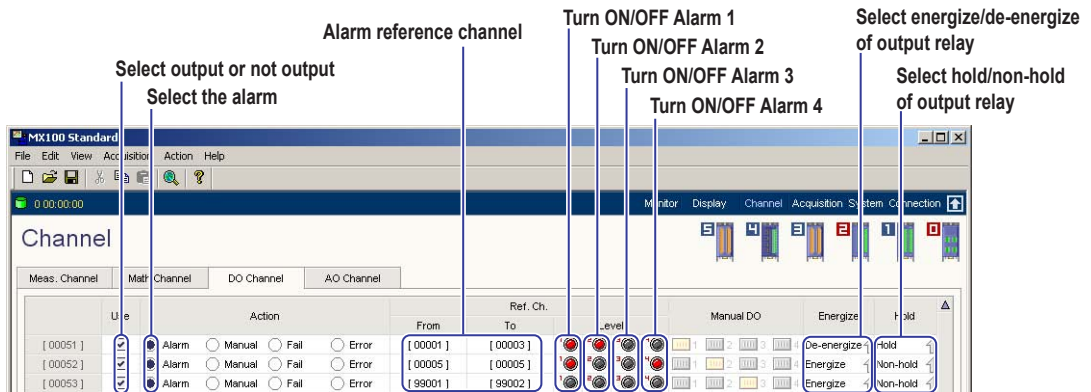 Turn ON/OFF Alarm 1
Select energize/de-energize
of output relay
Alarm reference channel
Turn ON/OFF Alarm 2
Select output or not output
Turn ON/OFF Alarm 3
Select hold/non-hold
of output relay
Select the alarm
Turn ON/OFF Alarm 4
MX100 Standard
File Edit View Acquisition Action Help
0 00:00:00 Monitor Display Channel Acquisition System Connection
Channel 5 4 3 2 1 0
Meas. Channel Math Channel DO Channel AO Channel
Use Action Ref. Ch. Manual DO Energize Hold
From To Level
[ 00051 ] Alarm Manual Fail Error [ 00001 ] [ 00003 ] 1 2 3 4 1 2 3 4 De-energize Hold
[ 00052 ] Alarm Manual Fail Error [ 00005 ] [ 00005 ] 1 2 3 4 1 2 3 4 Energize Non-hold
[ 00053 ] Alarm Manual Fail Error [ 99001 ] [ 99002 ] 1 2 3 4 1 2 3 4 Energize Non-hold